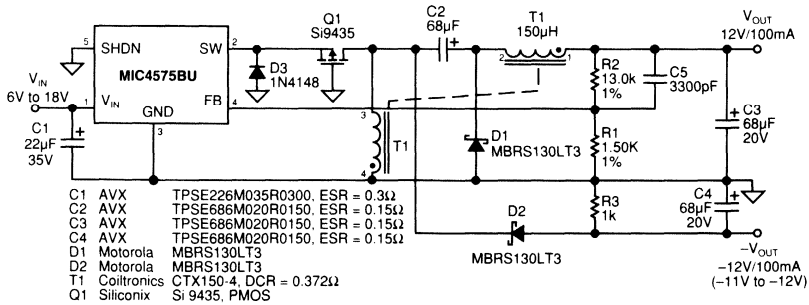 Q1
Si9435
C2
68µF
T1
150µH
VOUT
12V/100mA
5
SHDN
SW
2
MIC4575BU
D3
1N4148
2
1
R2
13.0k
1%
C5
3300pF
VIN
6V to 18V
1
VIN
FB
4
GND
3
C1
22µF
35V
3
T1
4
D1
MBRS130LT3
R1
1.50K
1%
C3
68µF
20V
R3
1k
C4
68µF
20V
D2
MBRS130LT3
–VOUT
–12V/100mA
(–11V to –12V)
C1 AVX TPSE226M035R0300, ESR = 0.3Ω
C2 AVX TPSE686M020R0150, ESR = 0.15Ω
C3 AVX TPSE686M020R0150, ESR = 0.15Ω
C4 AVX TPSE686M020R0150, ESR = 0.15Ω
D1 Motorola MBRS130LT3
D2 Motorola MBRS130LT3
T1 Coiltronics CTX150-4, DCR = 0.372Ω
Q1 Siliconix Si 9435, PMOS